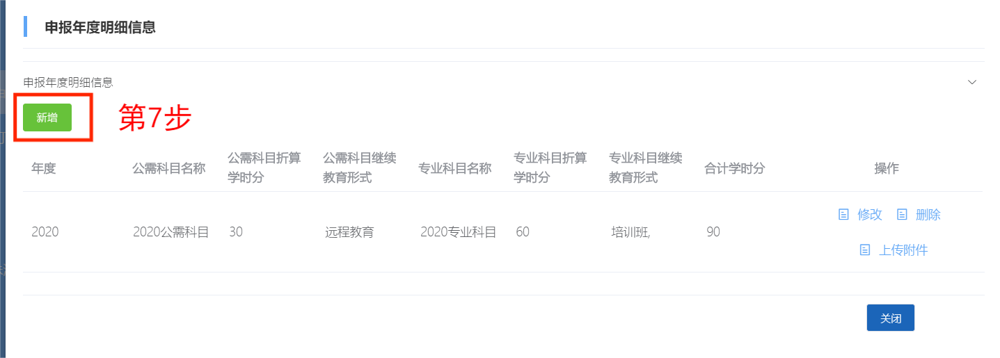 申报年度明细信息
申报年度明细信息
新增
第7步
年度 公需科目名称 公需科目折算学时分 公需科目继续教育形式 专业科目名称 专业科目折算学时分 专业科目继续教育形式 合计学时分 操作
2020 2020公需科目 30 远程教育 2020专业科目 60 培训班, 90 修改 删除
上传附件
关闭